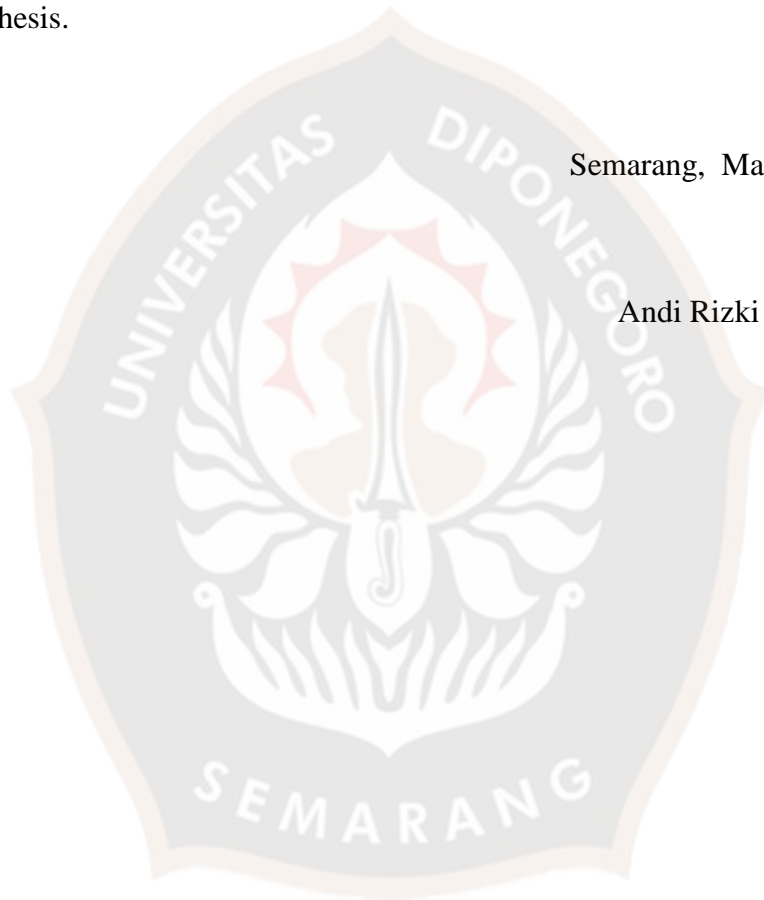 hesis.
Semarang, Ma
Andi Rizki
UNIVERSITAS DIPONEGORO
SEMARANG